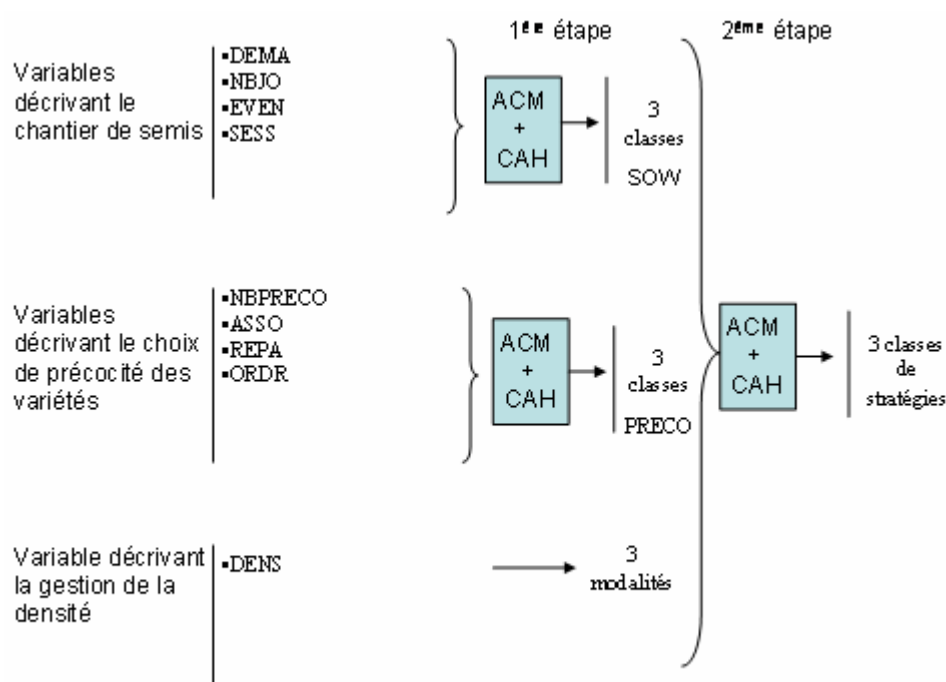 1ère étape
2ème étape
Variables
décrivant le
chantier de semis
▪DEMA
▪NBJO
▪EVEN
▪SESS
ACM
+
CAH
3
classes
SOW
Variables
décrivant le choix
de précocité des
variétés
▪NBPRECO
▪ASSO
▪REPA
▪ORDR
ACM
+
CAH
3
classes
PRECO
ACM
+
CAH
3 classes
de
stratégies
Variable décrivant
la gestion de la
densité
▪DENS
3
modalités